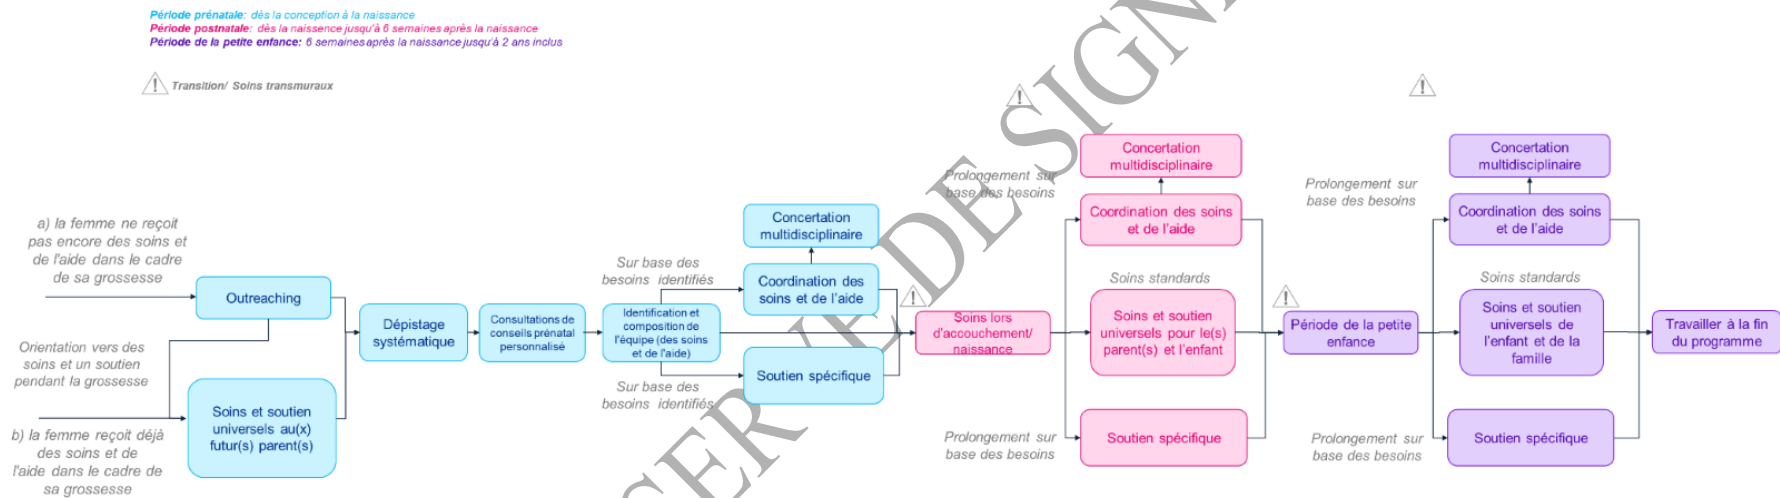 Période prénatale: dès la conception à la naissance
Période postnatale: dès la naissence jusqu'à 6 semaines après la naissance
Période de la petite enfance: 6 semaines après la naissance jusqu'à 2 ans inclus
Transition/ Soins transmuraux
a) la femme ne reçoit
pas encore des soins et
de l'aide dans le cadre
de sa grossesse
Orientation vers des
soins et un soutien
pendant la grossesse
b) la femme reçoit déjà
des soins et de
l'aide dans le cadre de
sa grossesse
Outreaching
Soins et soutien
universels au(x)
futur(s) parent(s)
Dépistage
systématique
Consultations de
conseils prénatal
personnalisé
Identification et
composition de
l'équipe (des soins
et de l'aide)
Sur base des
besoins identifiés
Sur base des
besoins identifiés
Concertation
multidisciplinaire
Coordination des
soins et de l'aide
Soutien spécifique
Soins lors
d'accouchement/
naissance
Prolongement sur
base des besoins
Prolongement sur
base des besoins
Concertation
multidisciplinaire
Coordination des soins
et de l'aide
Soins standards
Soins et soutien
universels pour le(s)
parent(s) et l'enfant
Soutien spécifique
Période de la petite
enfance
Prolongement sur
base des besoins
Prolongement sur
base des besoins
Concertation
multidisciplinaire
Coordination des soins
et de l'aide
Soins standards
Soins et soutien
universels de
l'enfant et de la
famille
Soutien spécifique
Travailler à la fin
du programme